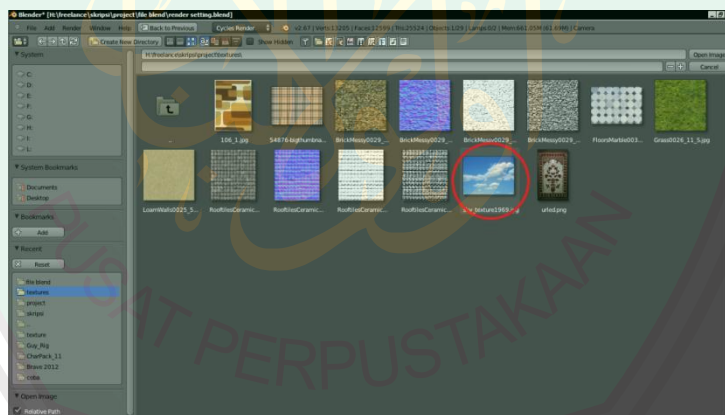 Blender* [H:\freelance\skripsi\project\file blend\render setting.blend]
File Add Render Window Help Back to Previous Cycles Render
Create New Directory Show Hidden
System
H:\freelance\skripsi\project\textures\ Open Image
Cancel
C:
D:
E:
F:
G:
H:
I:
L:
..
106_1.jpg
54876-bigthumbna...
BrickMessy0029_...
BrickMessy0029_...
BrickMessy0029_...
BrickMessy0029_...
FloorsMarble003...
Grass0026_11_S.jpg
System Bookmarks
Documents
Desktop
LoamWalls0025_5...
RooftilesCeramic...
RooftilesCeramic...
RooftilesCeramic...
RooftilesCeramic...
urled.png
Bookmarks
Add
Recent
Reset
file blend
textures
project
skripsi
..
texture
Guy_Rig
CharPack_11
Brave 2012
coba
Open Image
Relative Path
PUSAT PERPUSTAKAAN